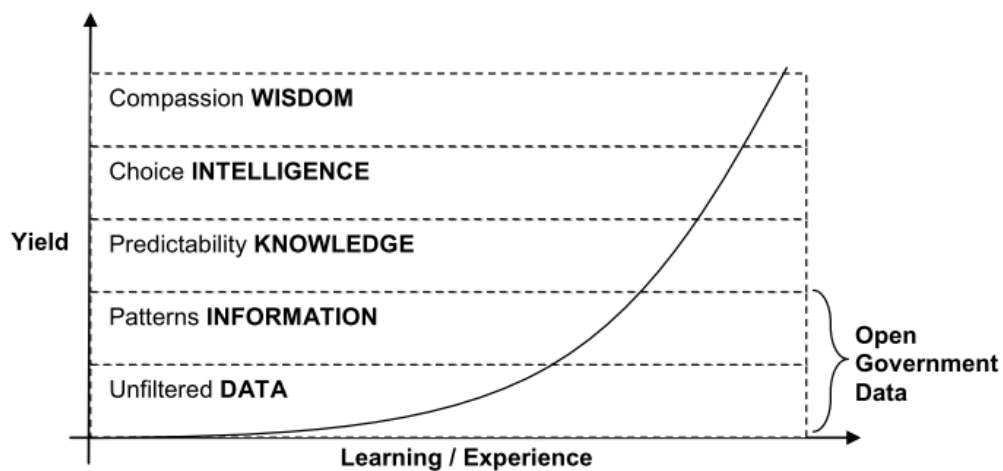 Compassion WISDOM
Choice INTELLIGENCE
Yield
Predictability KNOWLEDGE
Patterns INFORMATION
Unfiltered DATA
Open
Government
Data
Learning / Experience